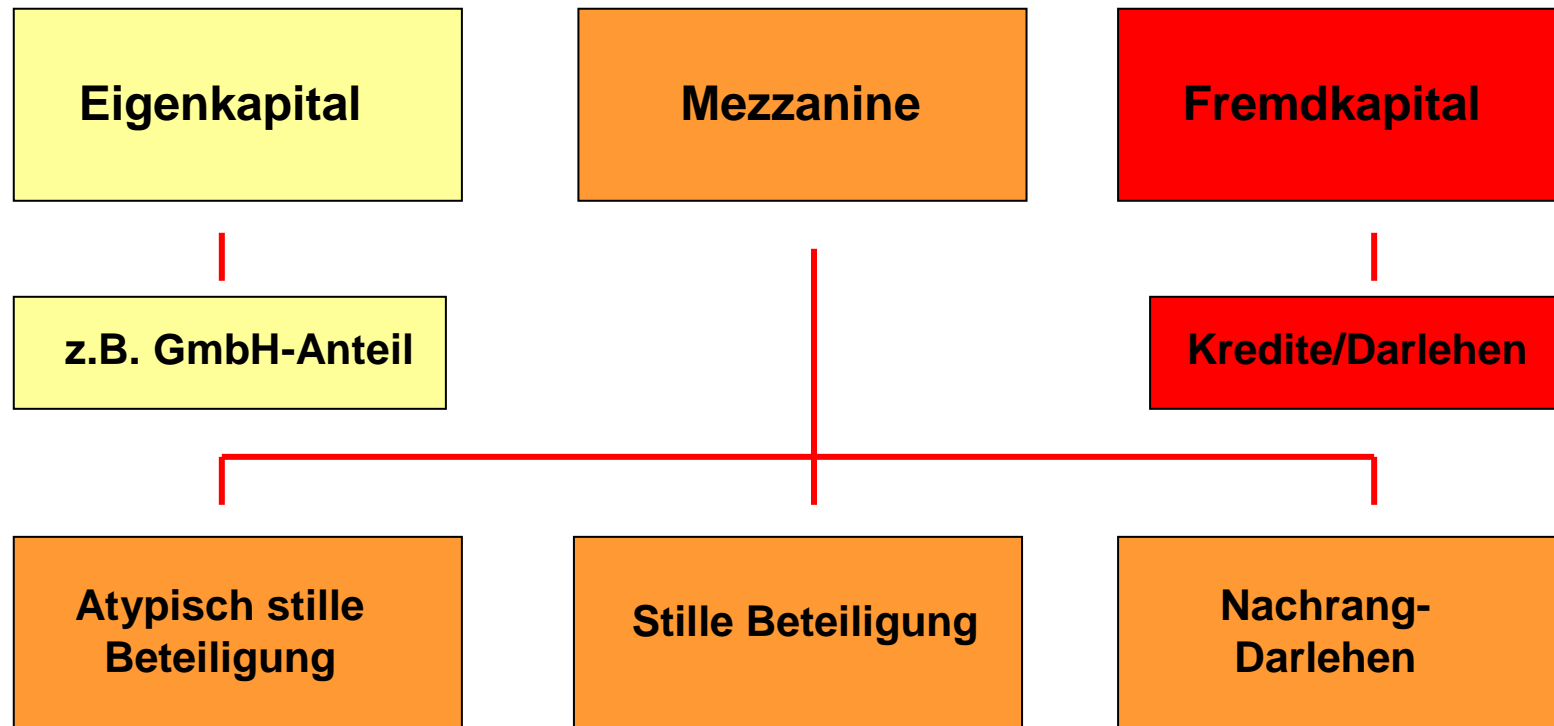 Eigenkapital
Mezzanine
Fremdkapital
z.B. GmbH-Anteil
Kredite/Darlehen
Atypisch stille
Beteiligung
Stille Beteiligung
Nachrang-
Darlehen